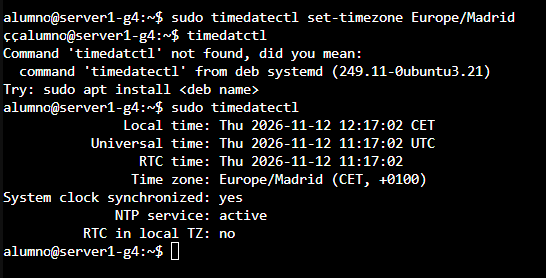 alumno@server1-g4:~$ sudo timedatectl set-timezone Europe/Madrid
ççalumno@server1-g4:~$ timedatctl
Command 'timedatctl' not found, did you mean:
  command 'timedatectl' from deb systemd (249.11-0ubuntu3.21)
Try: sudo apt install <deb name>
alumno@server1-g4:~$ sudo timedatectl
               Local time: Thu 2026-11-12 12:17:02 CET
           Universal time: Thu 2026-11-12 11:17:02 UTC
                 RTC time: Thu 2026-11-12 11:17:02
                Time zone: Europe/Madrid (CET, +0100)
System clock synchronized: yes
              NTP service: active
          RTC in local TZ: no
alumno@server1-g4:~$